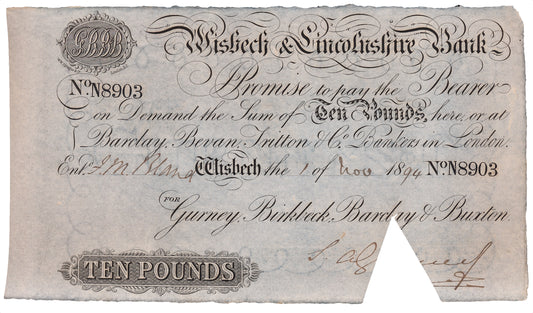 Wisbech & Lincolnshire Bank
No. N8903
I Promise to pay the Bearer
on Demand the Sum of Ten Pounds, here, or at
Barclay, Bevan, Tritton & Co. Bankers in London.
Entd. Wisbech the 1 of Nov 1894 No. N8903
FOR
Gurney, Birkbeck, Barclay & Buxton.
TEN POUNDS